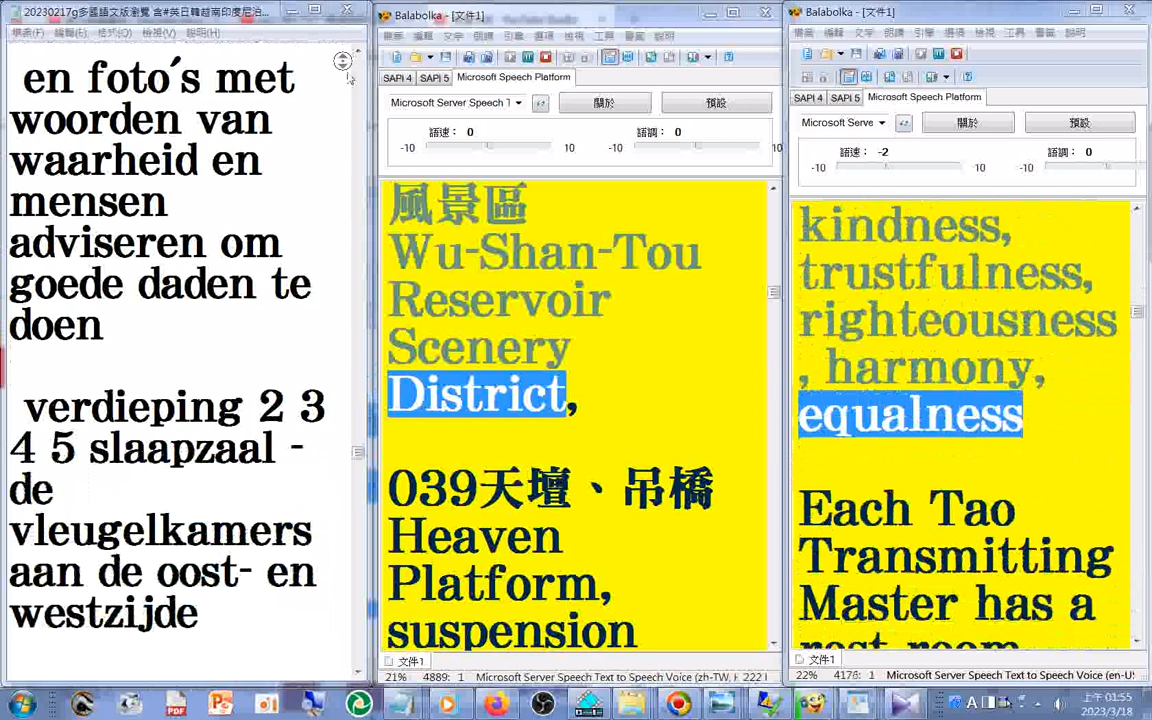 20230217g多國語文版瀏覽 含#英日韓越南印度尼泊...
檔案(F) 編輯(E) 格式(O) 檢視(V) 說明(H)
en foto´s met
woorden van
waarheid en
mensen
adviseren om
goede daden te
doen
verdieping 2 3
4 5 slaapzaal -
de
vleugelkamers
aan de oost- en
westzijde
Balabolka - [文件1]
SAPI 4 SAPI 5 Microsoft Speech Platform
Microsoft Server Speech T
關於
預設
語速： 0
語調： 0
-10 10 -10 10
風景區
Wu-Shan-Tou
Reservoir
Scenery
District,
039天壇、吊橋
Heaven
Platform,
suspension
文件1
21% 4889: 1 Microsoft Server Speech Text to Speech Voice (zh-TW, H 222 I
Balabolka - [文件1]
SAPI 4 SAPI 5 Microsoft Speech Platform
Microsoft Serve
關於
預設
語速： -2
語調： 0
-10 10 -10
kindness,
trustfulness,
righteousness
, harmony,
equalness
Each Tao
Transmitting
Master has a
rest room
文件1
22% 4176: 1 Microsoft Server Speech Text to Speech Voice (en-U
上午 01:55
2023/3/18